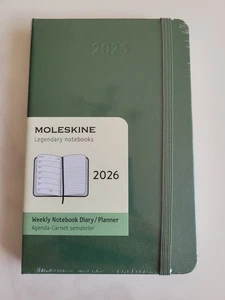 2026
MOLESKINE
Legendary notebooks
2026
Weekly Notebook Diary/Planner
Agenda-Carnet semainier